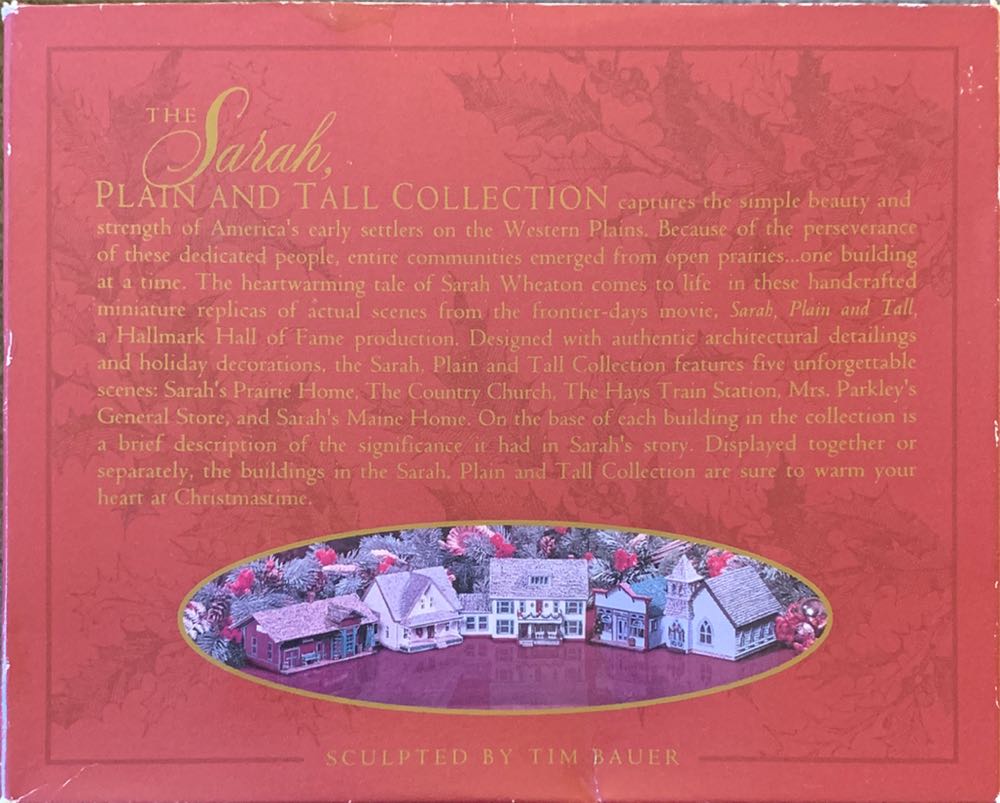 THE Sarah,
PLAIN AND TALL COLLECTION captures the simple beauty and
strength of America's early settlers on the Western Plains. Because of the perseverance
of these dedicated people, entire communities emerged from open prairies...one building
at a time. The heartwarming tale of Sarah Wheaton comes to life in these handcrafted
miniature replicas of actual scenes from the frontier-days movie, Sarah, Plain and Tall,
a Hallmark Hall of Fame production. Designed with authentic architectural detailings
and holiday decorations, the Sarah, Plain and Tall Collection features five unforgettable
scenes: Sarah's Prairie Home, The Country Church, The Hays Train Station, Mrs. Parkley's
General Store, and Sarah's Maine Home. On the base of each building in the collection is
a brief description of the significance it had in Sarah's story. Displayed together or
separately, the buildings in the Sarah, Plain and Tall Collection are sure to warm your
heart at Christmastime.
SCULPTED BY TIM BAUER